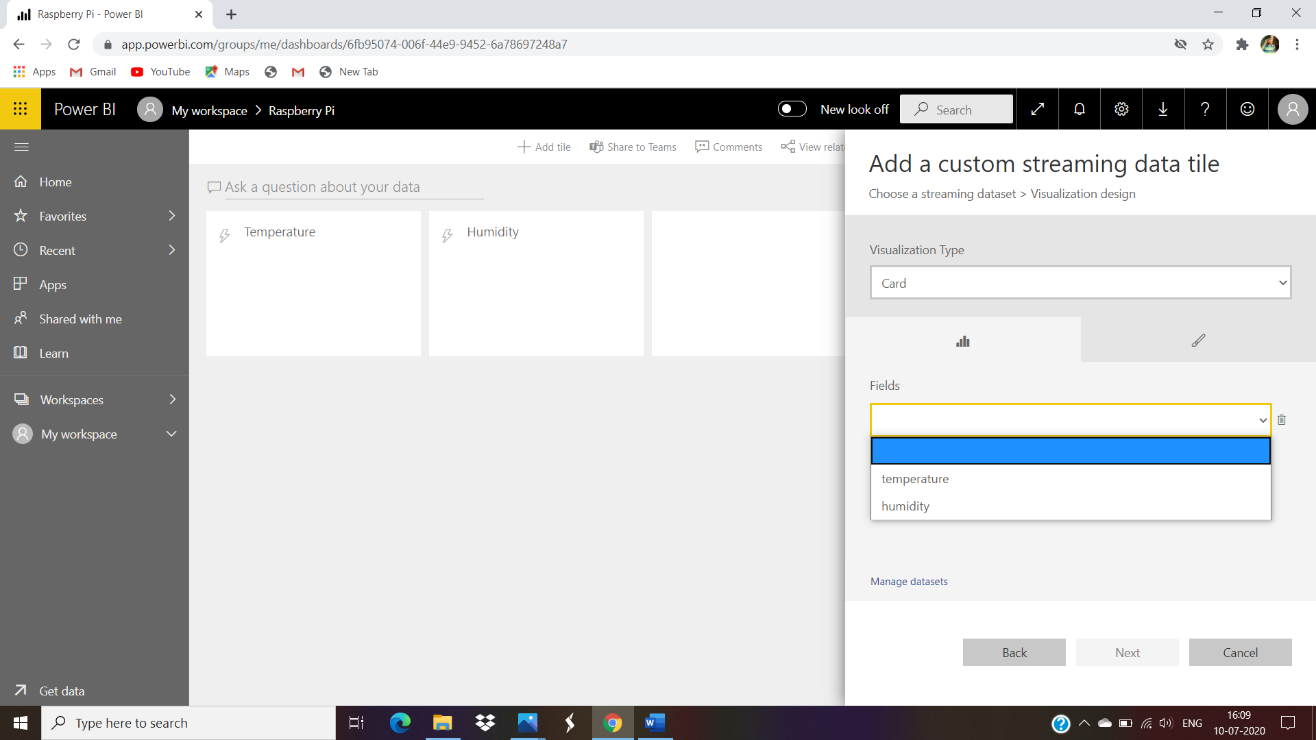 Raspberry Pi - Power BI
app.powerbi.com/groups/me/dashboards/6fb95074-006f-44e9-9452-6a78697248a7
Apps Gmail YouTube Maps New Tab
Power BI My workspace > Raspberry Pi New look off Search
Add tile Share to Teams Comments View relat
Add a custom streaming data tile
Choose a streaming dataset > Visualization design
Home
Favorites
Recent
Apps
Shared with me
Learn
Workspaces
My workspace
Get data
Ask a question about your data
Temperature Humidity
Visualization Type
Card
Fields
temperature
humidity
Manage datasets
Back Next Cancel
Type here to search
ENG
16:09
10-07-2020